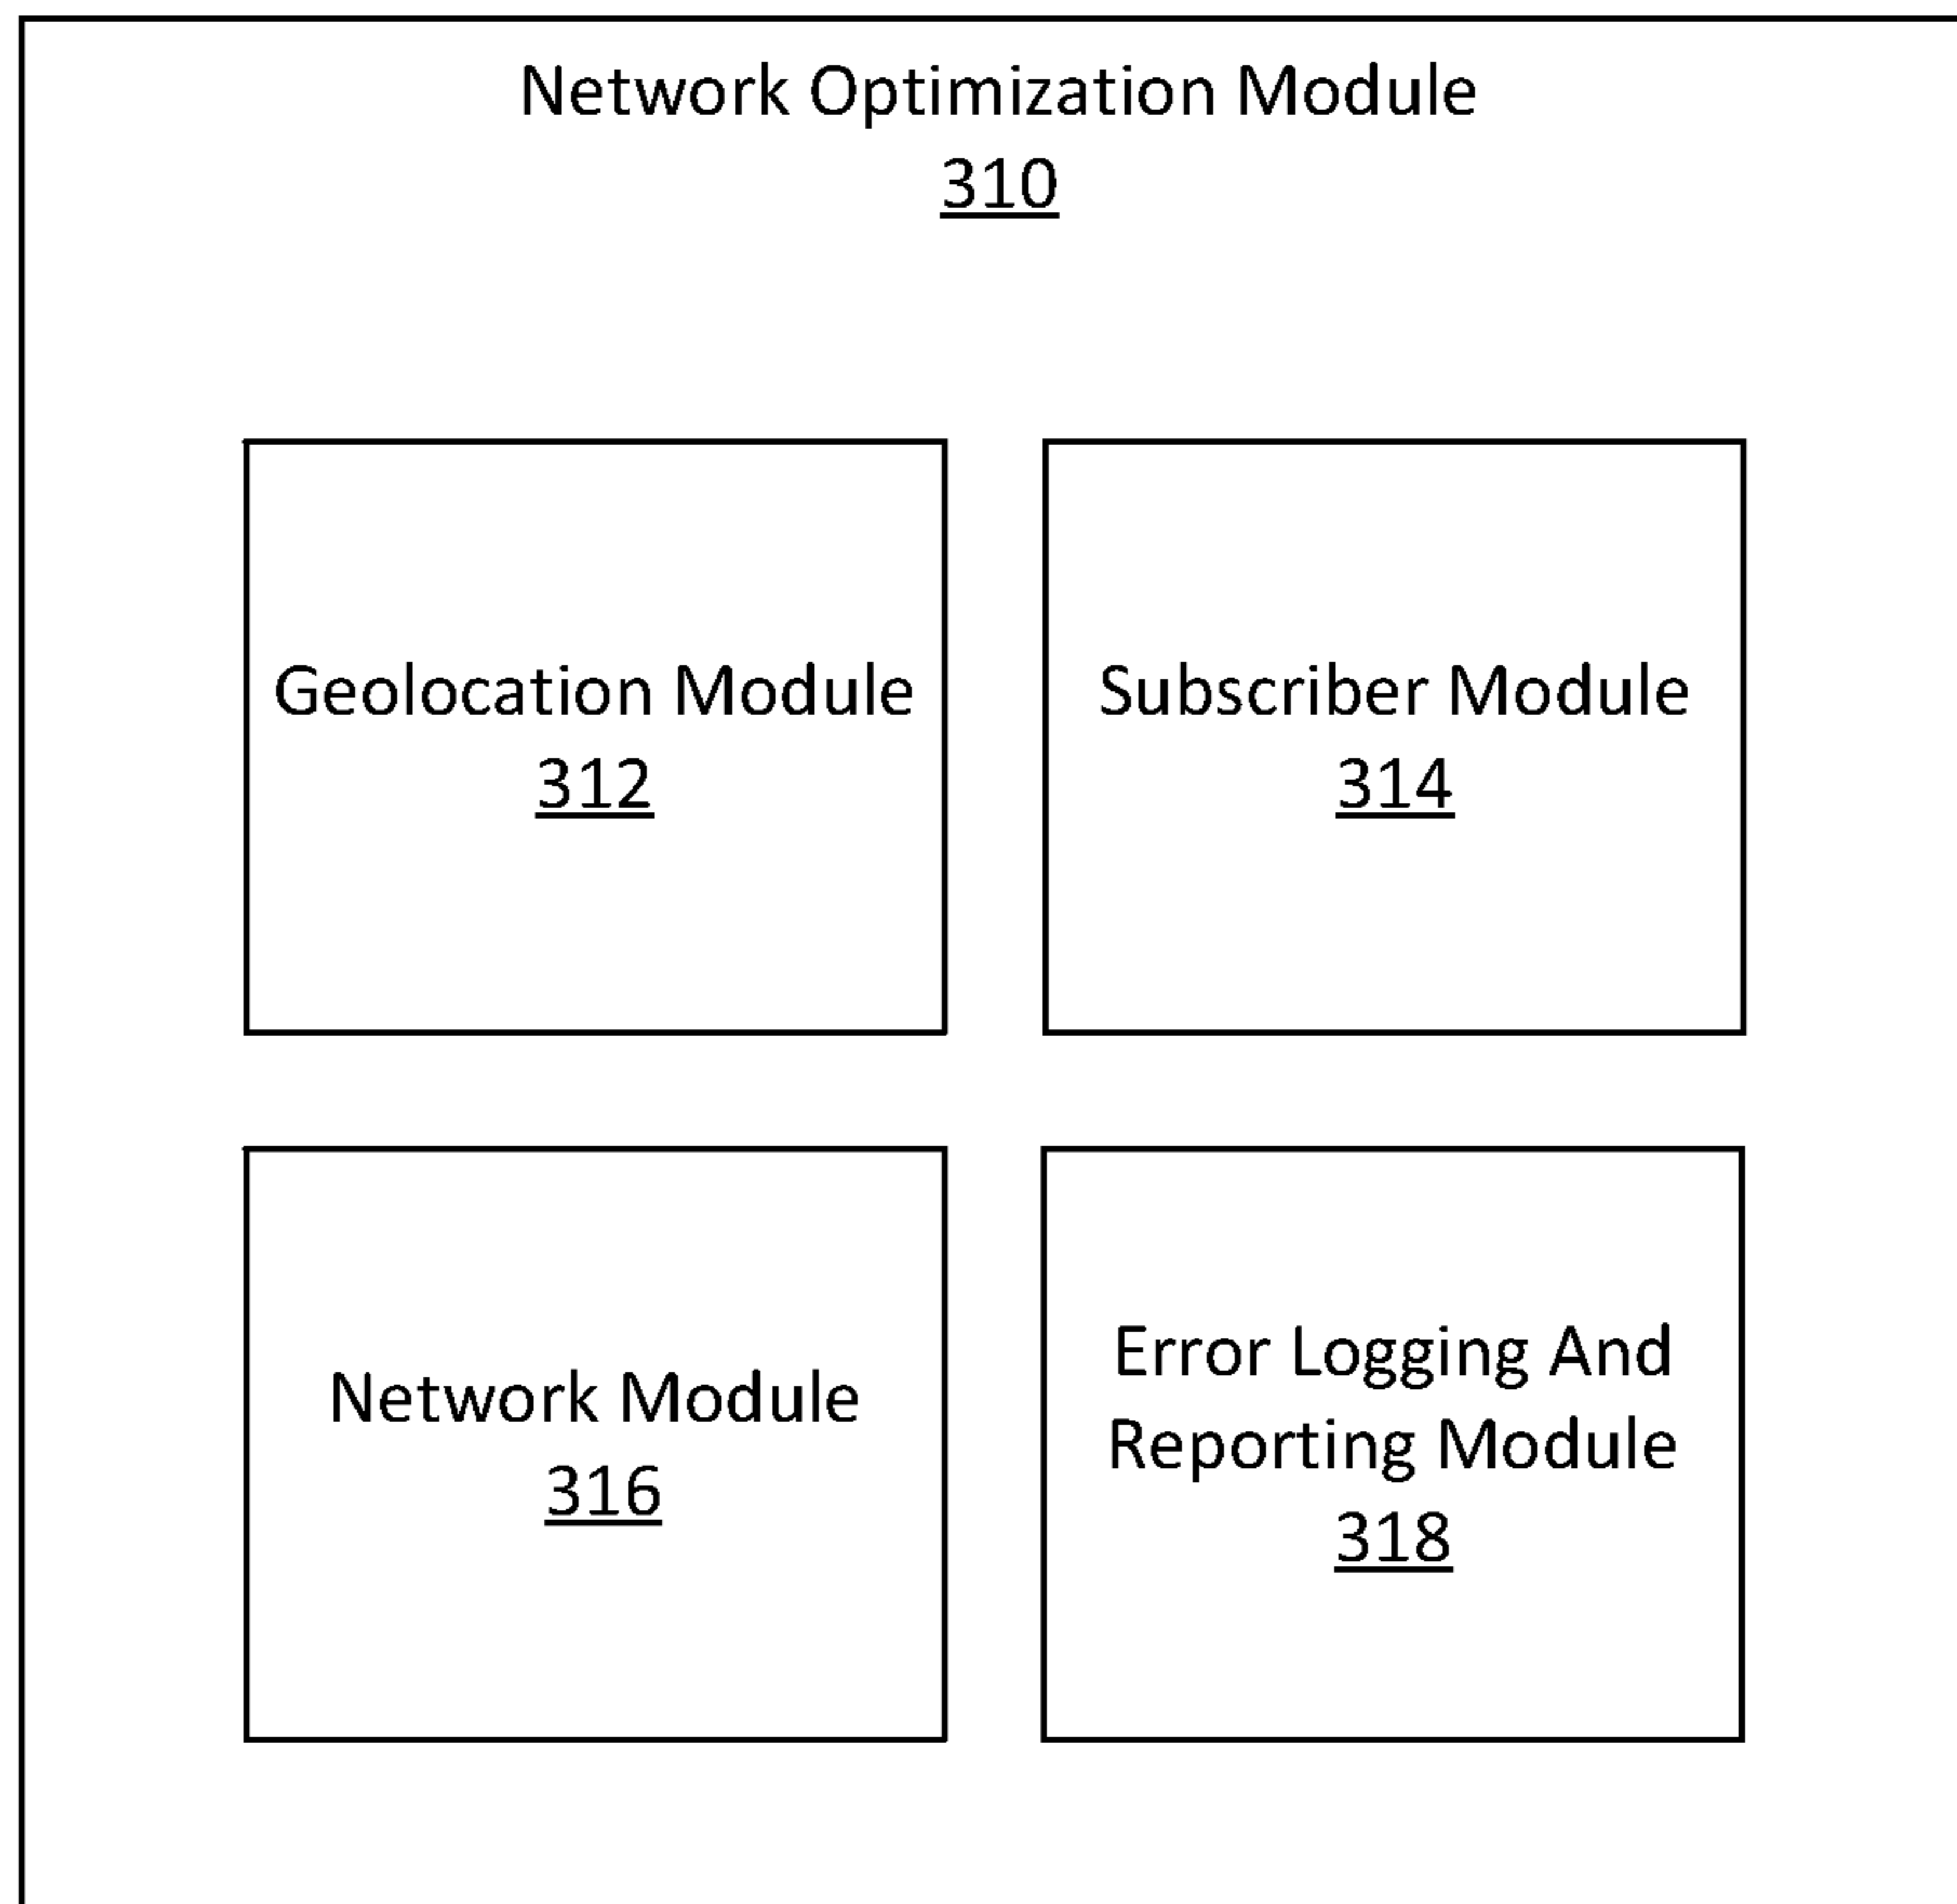 Network Optimization Module
310
Geolocation Module
312
Subscriber Module
314
Network Module
316
Error Logging And
Reporting Module
318